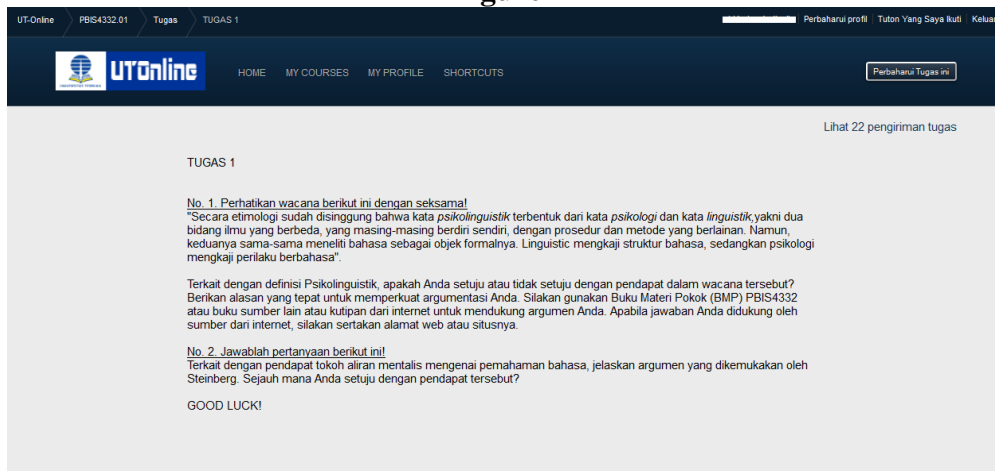 UT-Online PBIS4332.01 Tugas TUGAS 1 Perbaharui profil Tuton Yang Saya Ikuti Keluar
UTOnline HOME MY COURSES MY PROFILE SHORTCUTS Perbaharui Tugas ini
Lihat 22 pengiriman tugas
TUGAS 1
No. 1. Perhatikan wacana berikut ini dengan seksama!
"Secara etimologi sudah disinggung bahwa kata psikolinguistik terbentuk dari kata psikologi dan kata linguistik,yakni dua
bidang ilmu yang berbeda, yang masing-masing berdiri sendiri, dengan prosedur dan metode yang berlainan. Namun,
keduanya sama-sama meneliti bahasa sebagai objek formalnya. Linguistic mengkaji struktur bahasa, sedangkan psikologi
mengkaji perilaku berbahasa".
Terkait dengan definisi Psikolinguistik, apakah Anda setuju atau tidak setuju dengan pendapat dalam wacana tersebut?
Berikan alasan yang tepat untuk memperkuat argumentasi Anda. Silakan gunakan Buku Materi Pokok (BMP) PBIS4332
atau buku sumber lain atau kutipan dari internet untuk mendukung argumen Anda. Apabila jawaban Anda didukung oleh
sumber dari internet, silakan sertakan alamat web atau situsnya.
No. 2. Jawablah pertanyaan berikut ini!
Terkait dengan pendapat tokoh aliran mentalis mengenai pemahaman bahasa, jelaskan argumen yang dikemukakan oleh
Steinberg. Sejauh mana Anda setuju dengan pendapat tersebut?
GOOD LUCK!